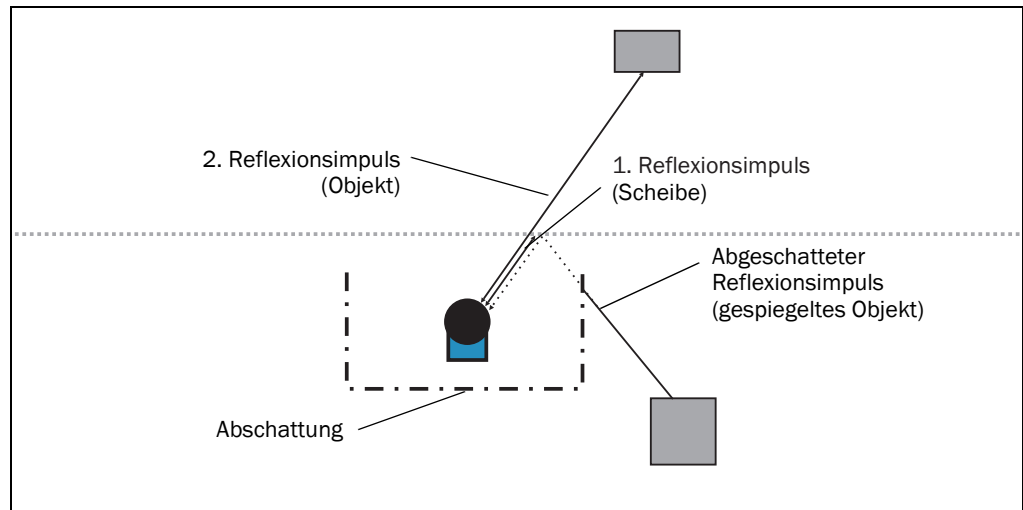 2. Reflexionsimpuls
(Objekt)
1. Reflexionsimpuls
(Scheibe)
Abgeschatteter
Reflexionsimpuls
(gespiegeltes Objekt)
Abschattung